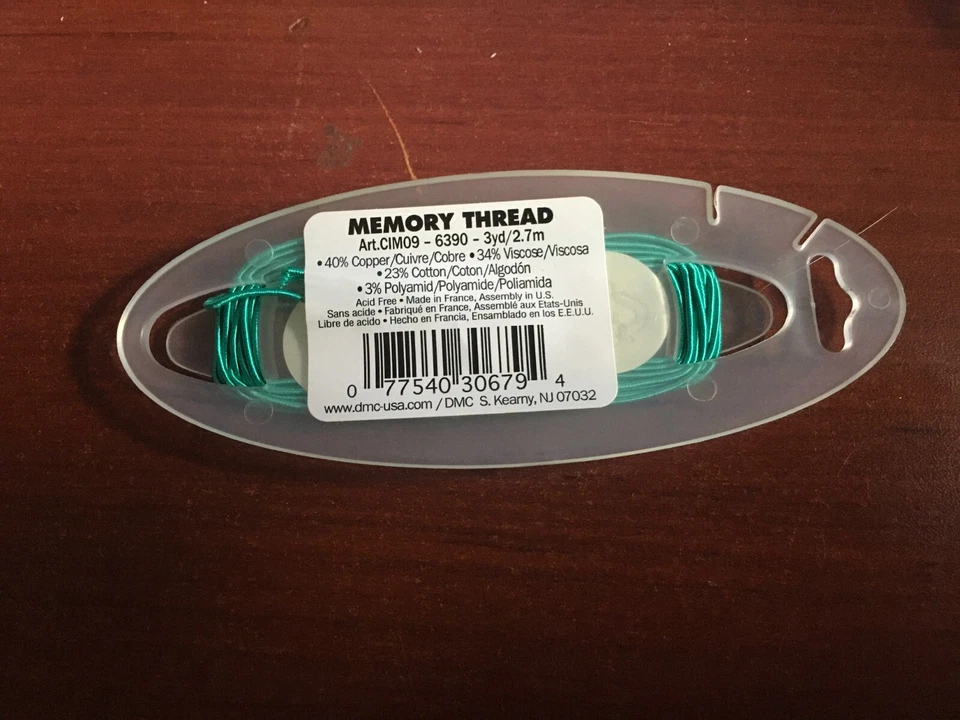 MEMORY THREAD
Art.CIM09 - 6390 - 3yd/2.7m
• 40% Copper/Cuivre/Cobre • 34% Viscose/Viscosa
• 23% Cotton/Coton/Algodón
• 3% Polyamid/Polyamide/Poliamida
Acid Free • Made in France, Assembly in U.S.
Sans acide • Fabriqué en France, Assemblé aux Etats-Unis
Libre de acido • Hecho en Francia, Ensamblado en los E.E.U.U.
0 77540 30679 4
www.dmc-usa.com / DMC S. Kearny, NJ 07032